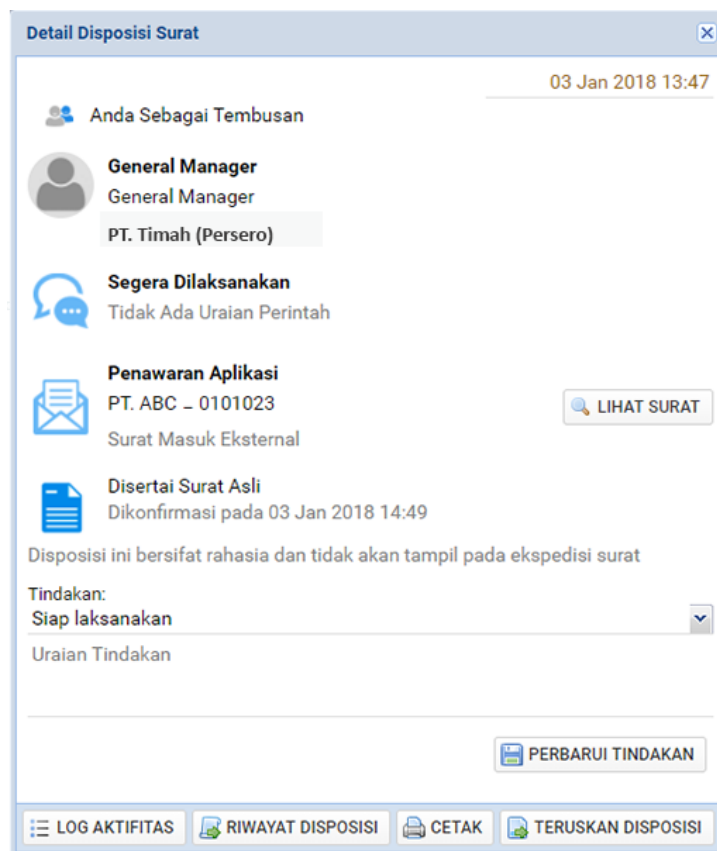 Detail Disposisi Surat
03 Jan 2018 13:47
Anda Sebagai Tembusan
General Manager
General Manager
PT. Timah (Persero)
Segera Dilaksanakan
Tidak Ada Uraian Perintah
Penawaran Aplikasi
PT. ABC – 0101023
LIHAT SURAT
Surat Masuk Eksternal
Disertai Surat Asli
Dikonfirmasi pada 03 Jan 2018 14:49
Disposisi ini bersifat rahasia dan tidak akan tampil pada ekspedisi surat
Tindakan:
Siap laksanakan
Uraian Tindakan
PERBARUI TINDAKAN
LOG AKTIFITAS RIWAYAT DISPOSISI CETAK TERUSKAN DISPOSISI